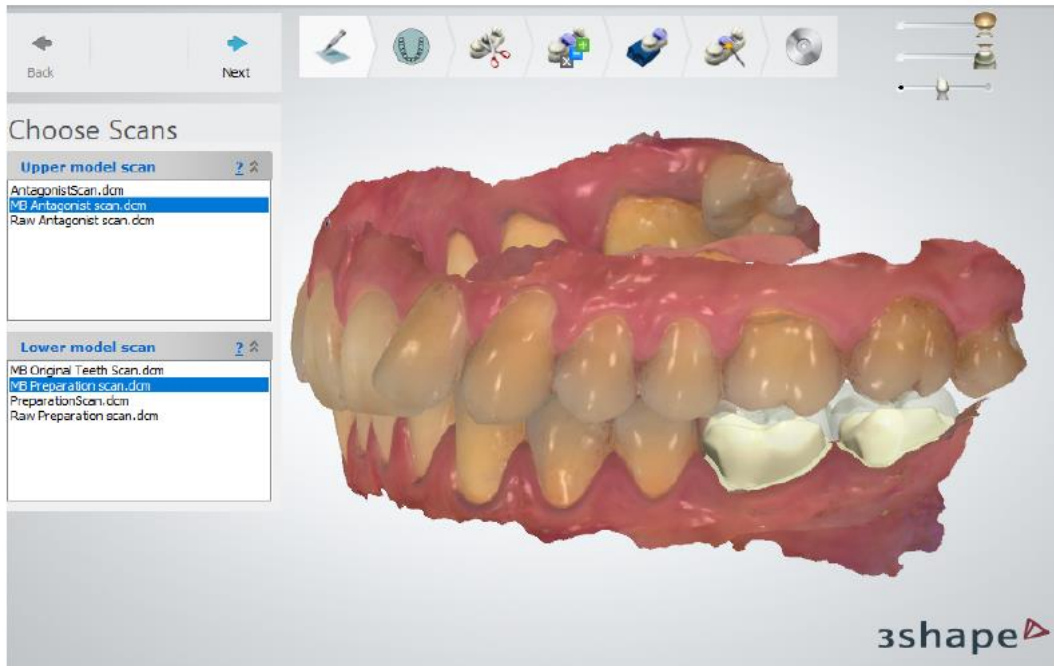 Back
Next
Choose Scans
Upper model scan ?
AntagonistScan.dcm
MB Antagonist scan.dcm
Raw Antagonist scan.dcm
Lower model scan ?
MB Original Teeth Scan.dcm
MB Preparation scan.dcm
PreparationScan.dcm
Raw Preparation scan.dcm
3shape